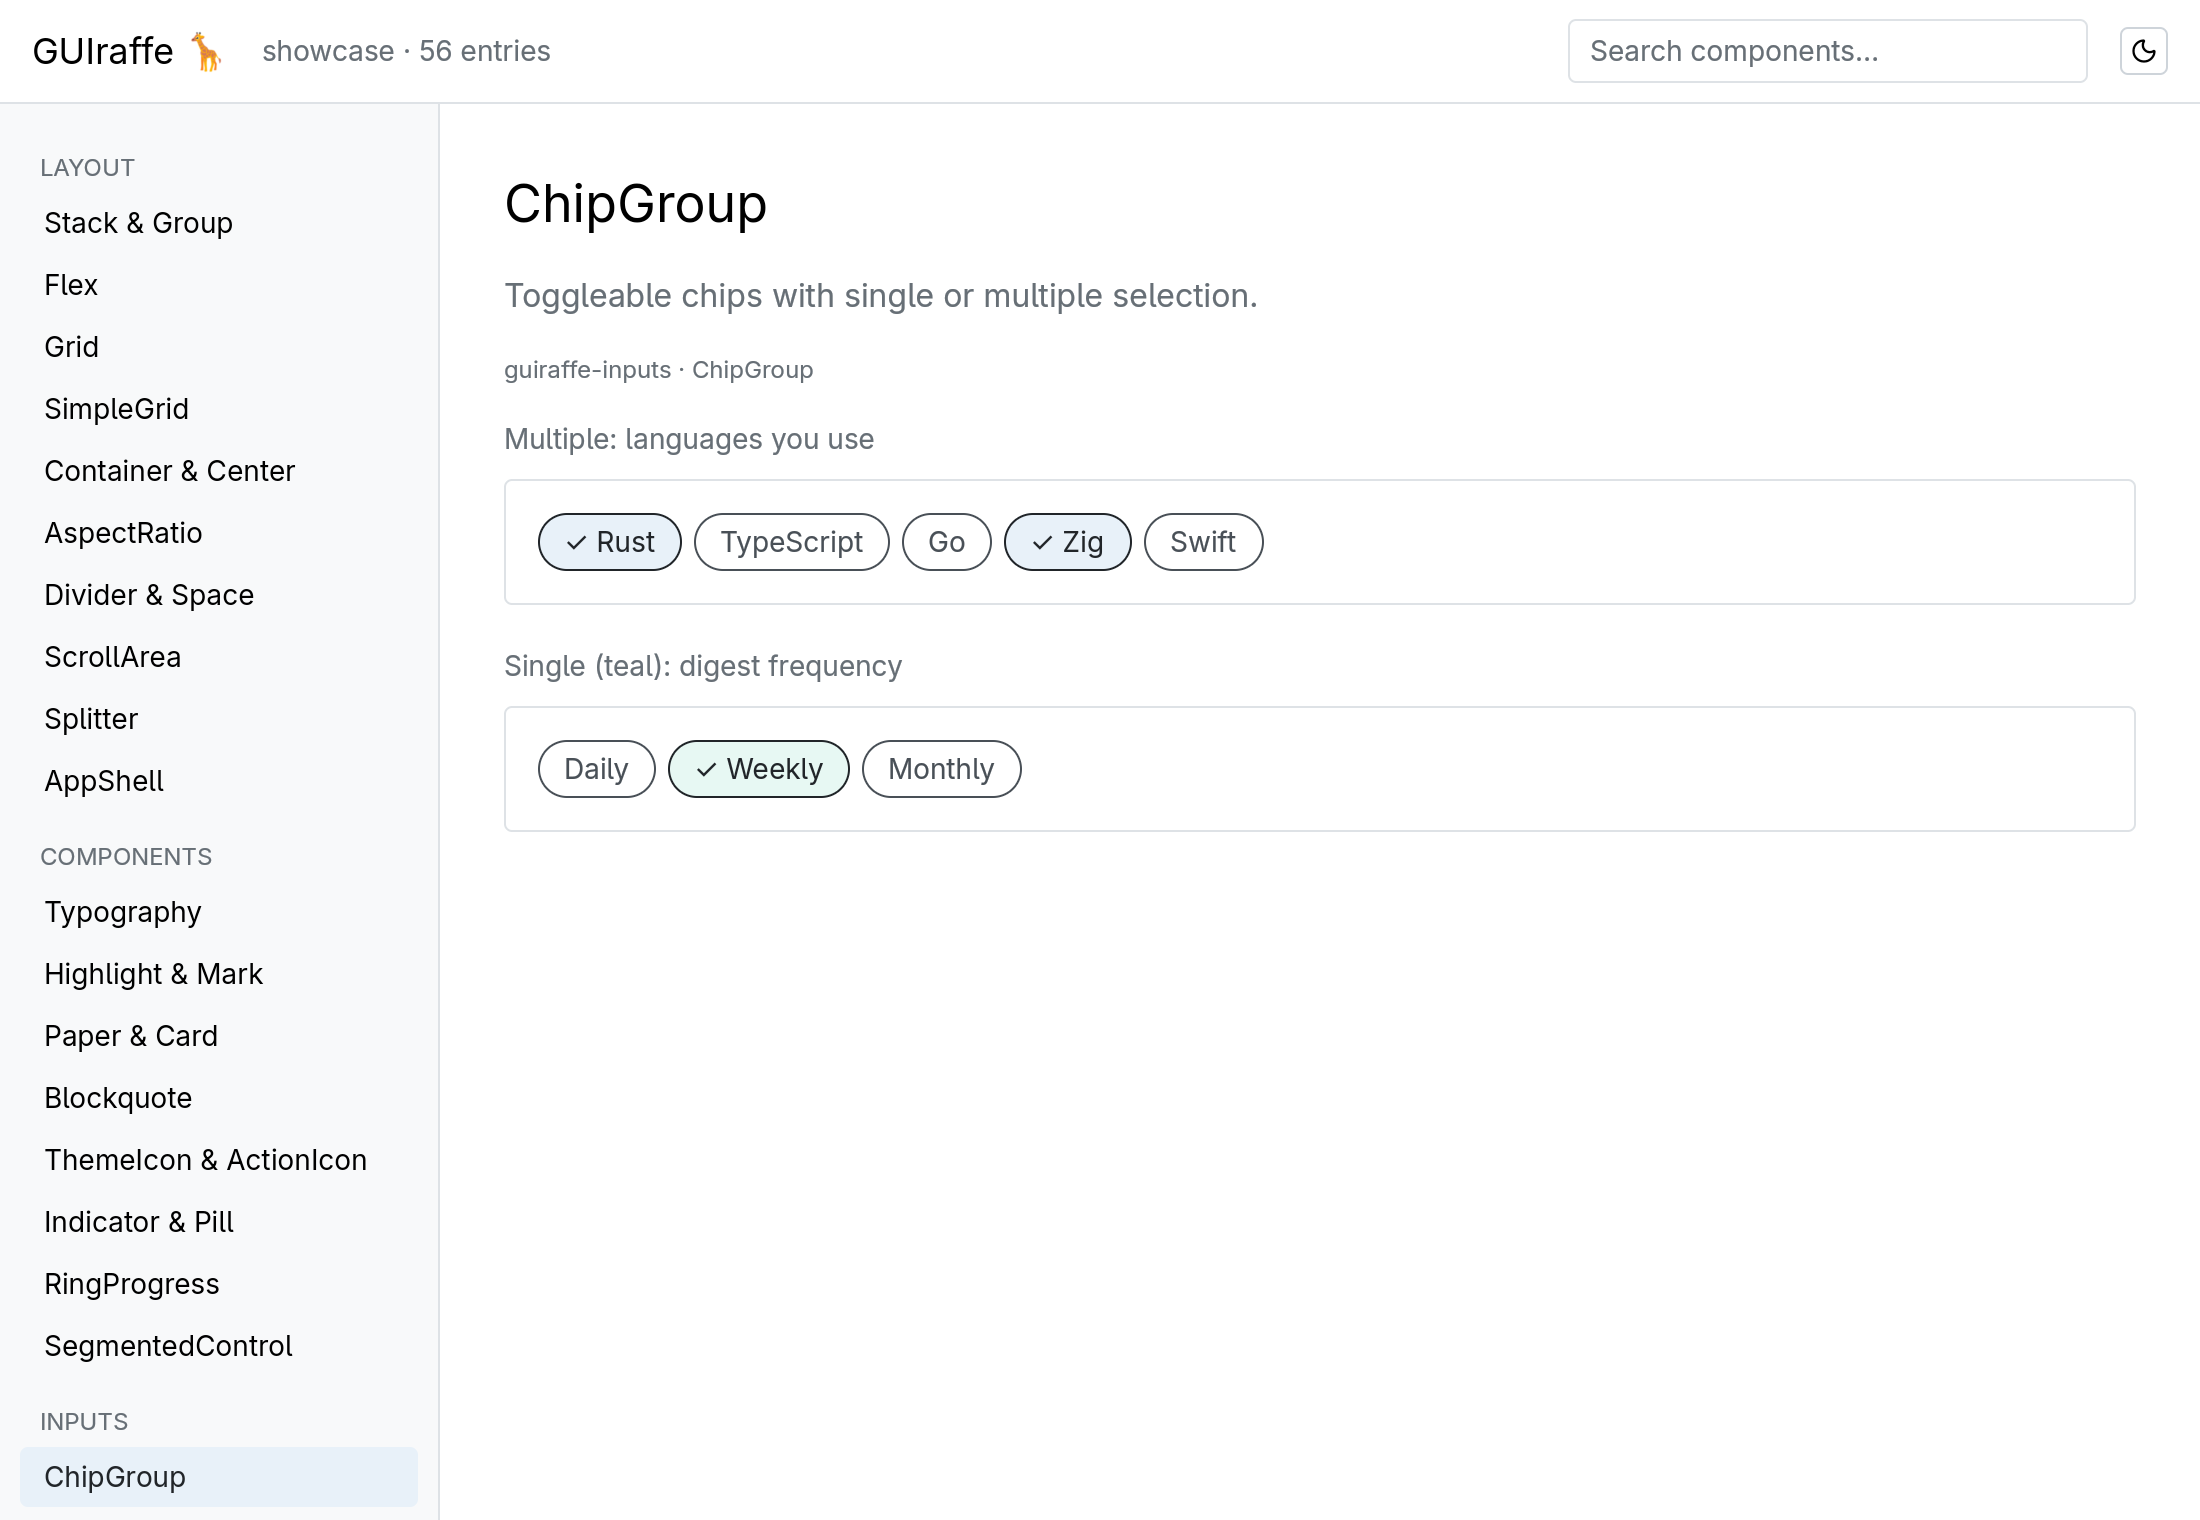 GUIraffe 🦒 showcase · 56 entries
Search components...
LAYOUT
Stack & Group
Flex
Grid
SimpleGrid
Container & Center
AspectRatio
Divider & Space
ScrollArea
Splitter
AppShell
COMPONENTS
Typography
Highlight & Mark
Paper & Card
Blockquote
ThemeIcon & ActionIcon
Indicator & Pill
RingProgress
SegmentedControl
INPUTS
ChipGroup
ChipGroup
Toggleable chips with single or multiple selection.
guiraffe-inputs · ChipGroup
Multiple: languages you use
✓ Rust TypeScript Go ✓ Zig Swift
Single (teal): digest frequency
Daily ✓ Weekly Monthly